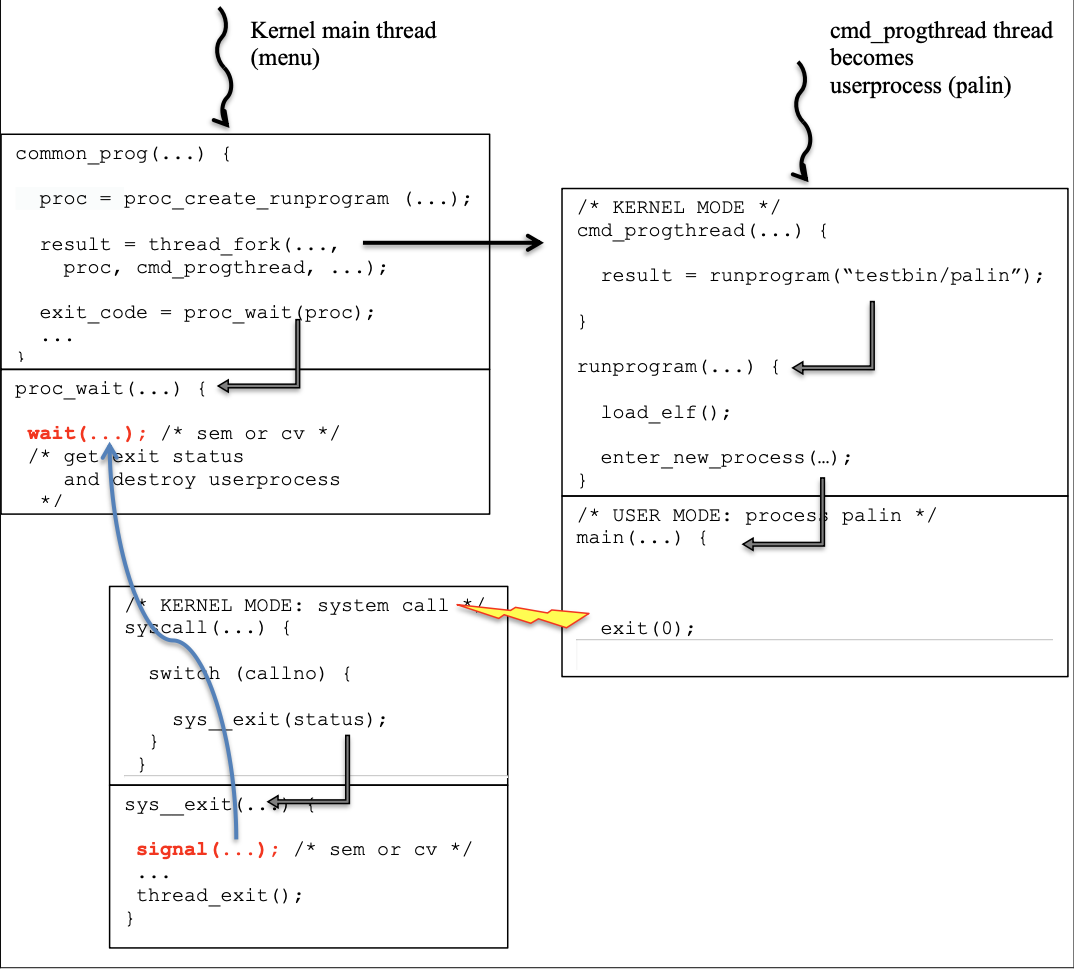 Kernel main thread
(menu)
cmd_progthread thread
becomes
userprocess (palin)
common_prog(...) {
proc = proc_create_runprogram (...);
result = thread_fork(...,
proc, cmd_progthread, ...);
exit_code = proc_wait(proc);
...
}
proc_wait(...) {
wait(...); /* sem or cv */
/* get exit status
and destroy userprocess
*/
/* KERNEL MODE */
cmd_progthread(...) {
result = runprogram(“testbin/palin”);
}
runprogram(...) {
load_elf();
enter_new_process(…);
}
/* USER MODE: process palin */
main(...) {
exit(0);
/* KERNEL MODE: system call */
syscall(...) {
switch (callno) {
sys__exit(status);
}
}
sys__exit(...) {
signal(...); /* sem or cv */
...
thread_exit();
}